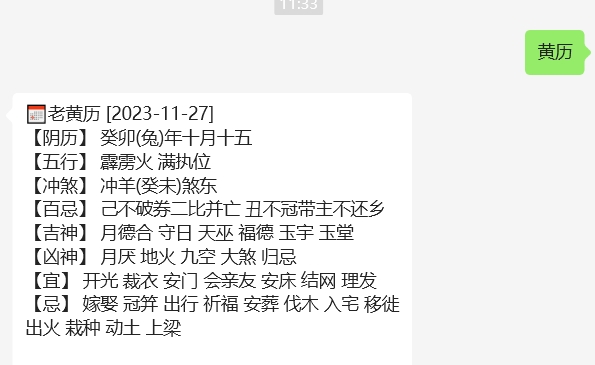 11:33
黄历
老黄历 [2023-11-27]
【阴历】 癸卯(兔)年十月十五
【五行】 霹雳火 满执位
【冲煞】 冲羊(癸未)煞东
【百忌】 己不破券二比并亡 丑不冠带主不还乡
【吉神】 月德合 守日 天巫 福德 玉宇 玉堂
【凶神】 月厌 地火 九空 大煞 归忌
【宜】 开光 裁衣 安门 会亲友 安床 结网 理发
【忌】 嫁娶 冠笄 出行 祈福 安葬 伐木 入宅 移徙
出火 栽种 动土 上梁